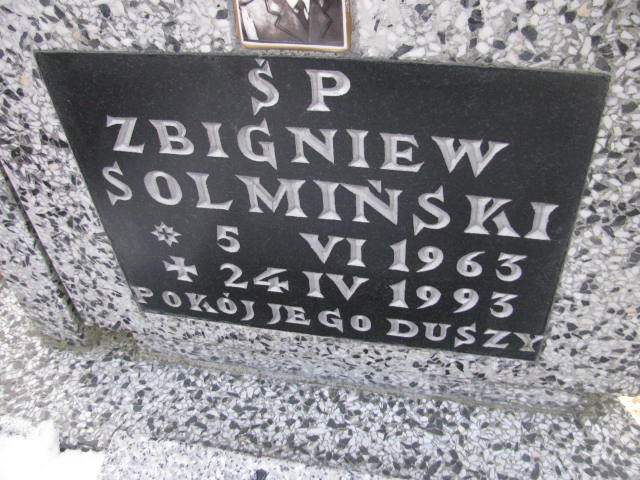 ŚP
ZBIGNIEW
SOLMIŃSKI
5 VI 1963
24 IV 1993
POKÓJ JEGO DUSZY